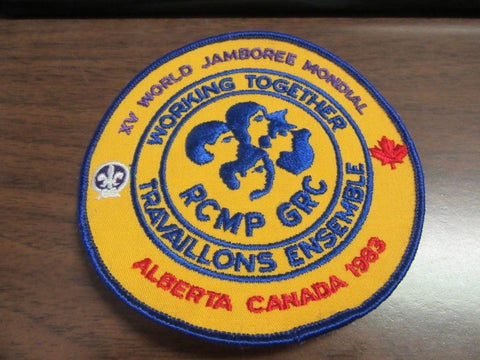 XV WORLD JAMBOREE MONDIAL
WORKING TOGETHER
RCMP GRC
TRAVAILLONS ENSEMBLE
ALBERTA CANADA 1983